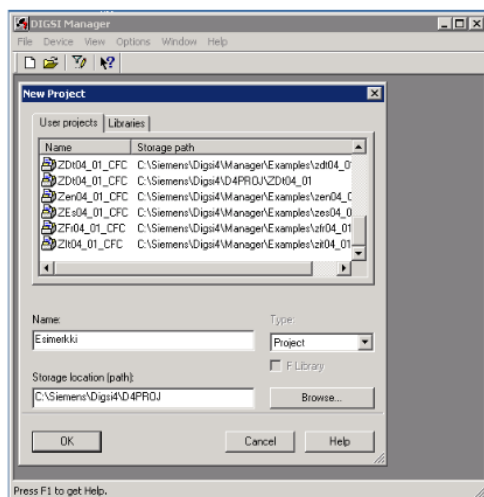 DIGSI Manager
File Device View Options Window Help
New Project
User projects Libraries
Name Storage path
ZDt04_01_CFC C:\Siemens\Digsi4\Manager\Examples\zdt04_0
ZDt04_01_CFC C:\Siemens\Digsi4\D4PROJ\ZDt04_01
Zen04_01_CFC C:\Siemens\Digsi4\Manager\Examples\zen04_0
ZEs04_01_CFC C:\Siemens\Digsi4\Manager\Examples\zes04_0
ZFr04_01_CFC C:\Siemens\Digsi4\Manager\Examples\zfr04_01
ZIt04_01_CFC C:\Siemens\Digsi4\Manager\Examples\zit04_01
Name: Type:
Esimerkki Project
F Library
Storage location (path):
C:\Siemens\Digsi4\D4PROJ Browse...
OK Cancel Help
Press F1 to get Help.